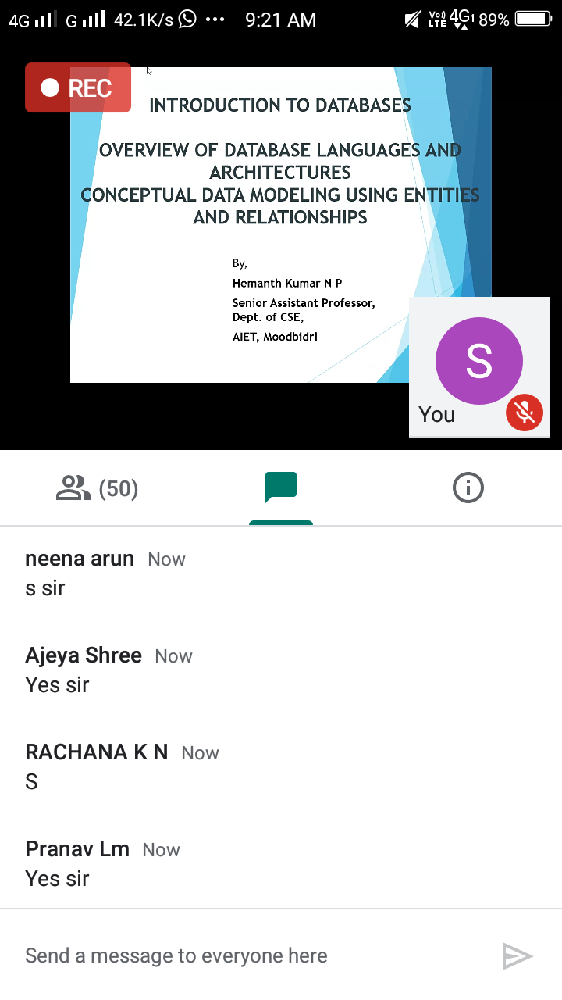 4G G 42.1K/s 9:21 AM Vo) LTE 4G1 89%
REC
INTRODUCTION TO DATABASES
OVERVIEW OF DATABASE LANGUAGES AND
ARCHITECTURES
CONCEPTUAL DATA MODELING USING ENTITIES
AND RELATIONSHIPS
By,
Hemanth Kumar N P
Senior Assistant Professor,
Dept. of CSE,
AIET, Moodbidri
S
You
(50)
neena arun Now
s sir
Ajeya Shree Now
Yes sir
RACHANA K N Now
S
Pranav Lm Now
Yes sir
Send a message to everyone here